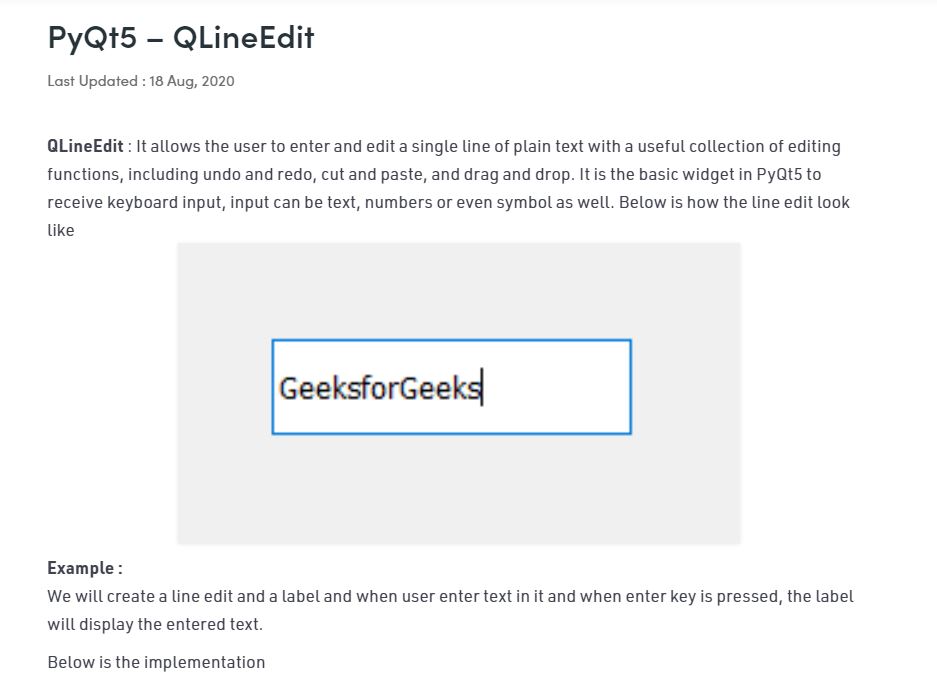 PyQt5 – QLineEdit
Last Updated : 18 Aug, 2020
QLineEdit : It allows the user to enter and edit a single line of plain text with a useful collection of editing
functions, including undo and redo, cut and paste, and drag and drop. It is the basic widget in PyQt5 to
receive keyboard input, input can be text, numbers or even symbol as well. Below is how the line edit look
like
GeeksforGeeks
Example :
We will create a line edit and a label and when user enter text in it and when enter key is pressed, the label
will display the entered text.
Below is the implementation